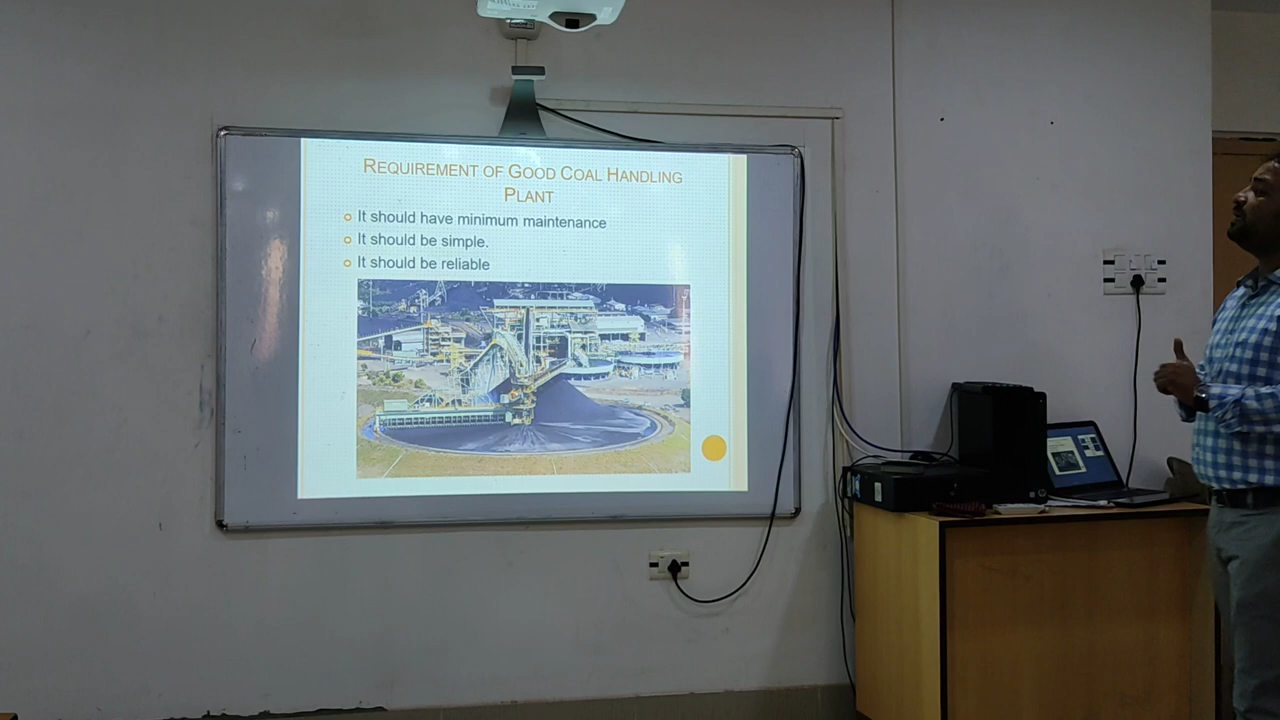 REQUIREMENT OF GOOD COAL HANDLING
PLANT
It should have minimum maintenance
It should be simple.
It should be reliable